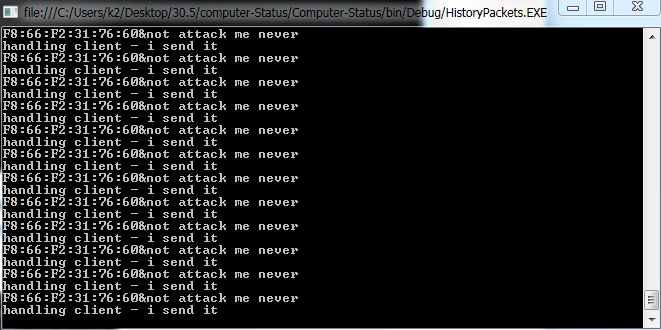 file:///C:/Users/k2/Desktop/30.5/computer-Status/Computer-Status/bin/Debug/HistoryPackets.EXE
F8:66:F2:31:76:60&not attack me never
handling client - i send it
F8:66:F2:31:76:60&not attack me never
handling client - i send it
F8:66:F2:31:76:60&not attack me never
handling client - i send it
F8:66:F2:31:76:60&not attack me never
handling client - i send it
F8:66:F2:31:76:60&not attack me never
handling client - i send it
F8:66:F2:31:76:60&not attack me never
handling client - i send it
F8:66:F2:31:76:60&not attack me never
handling client - i send it
F8:66:F2:31:76:60&not attack me never
handling client - i send it
F8:66:F2:31:76:60&not attack me never
handling client - i send it
F8:66:F2:31:76:60&not attack me never
handling client - i send it
F8:66:F2:31:76:60&not attack me never
handling client - i send it
F8:66:F2:31:76:60&not attack me never
handling client - i send it